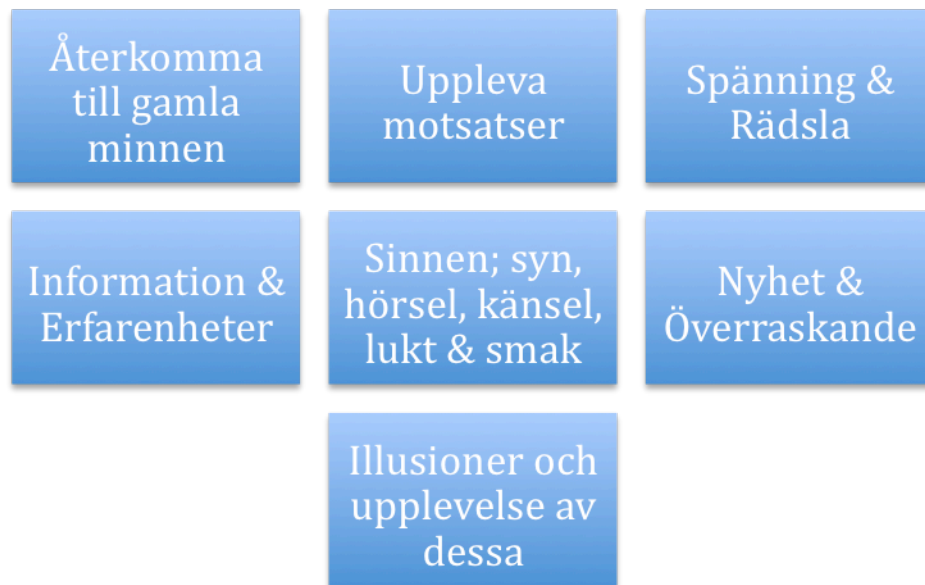 Återkomma
till gamla
minnen
Uppleva
motsatser
Spänning &
Rädsla
Information &
Erfarenheter
Sinnen; syn,
hörsel, känsel,
lukt & smak
Nyhet &
Överraskande
Illusioner och
upplevelse av
dessa